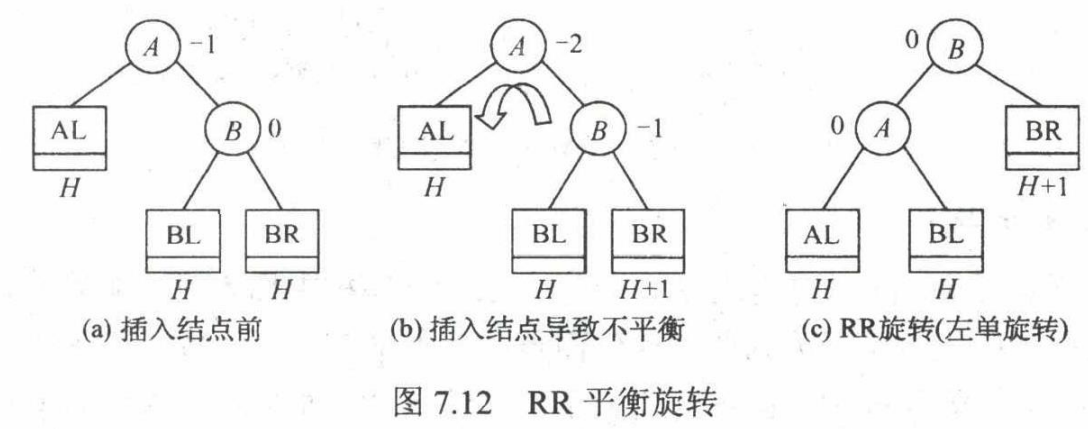 A -1
AL
H
B 0
BL BR
H H
(a) 插入结点前
A -2
AL
H
B -1
BL BR
H H+1
(b) 插入结点导致不平衡
0 B
0 A
BR
H+1
AL BL
H H
(c) RR旋转(左单旋转)
图 7.12 RR 平衡旋转